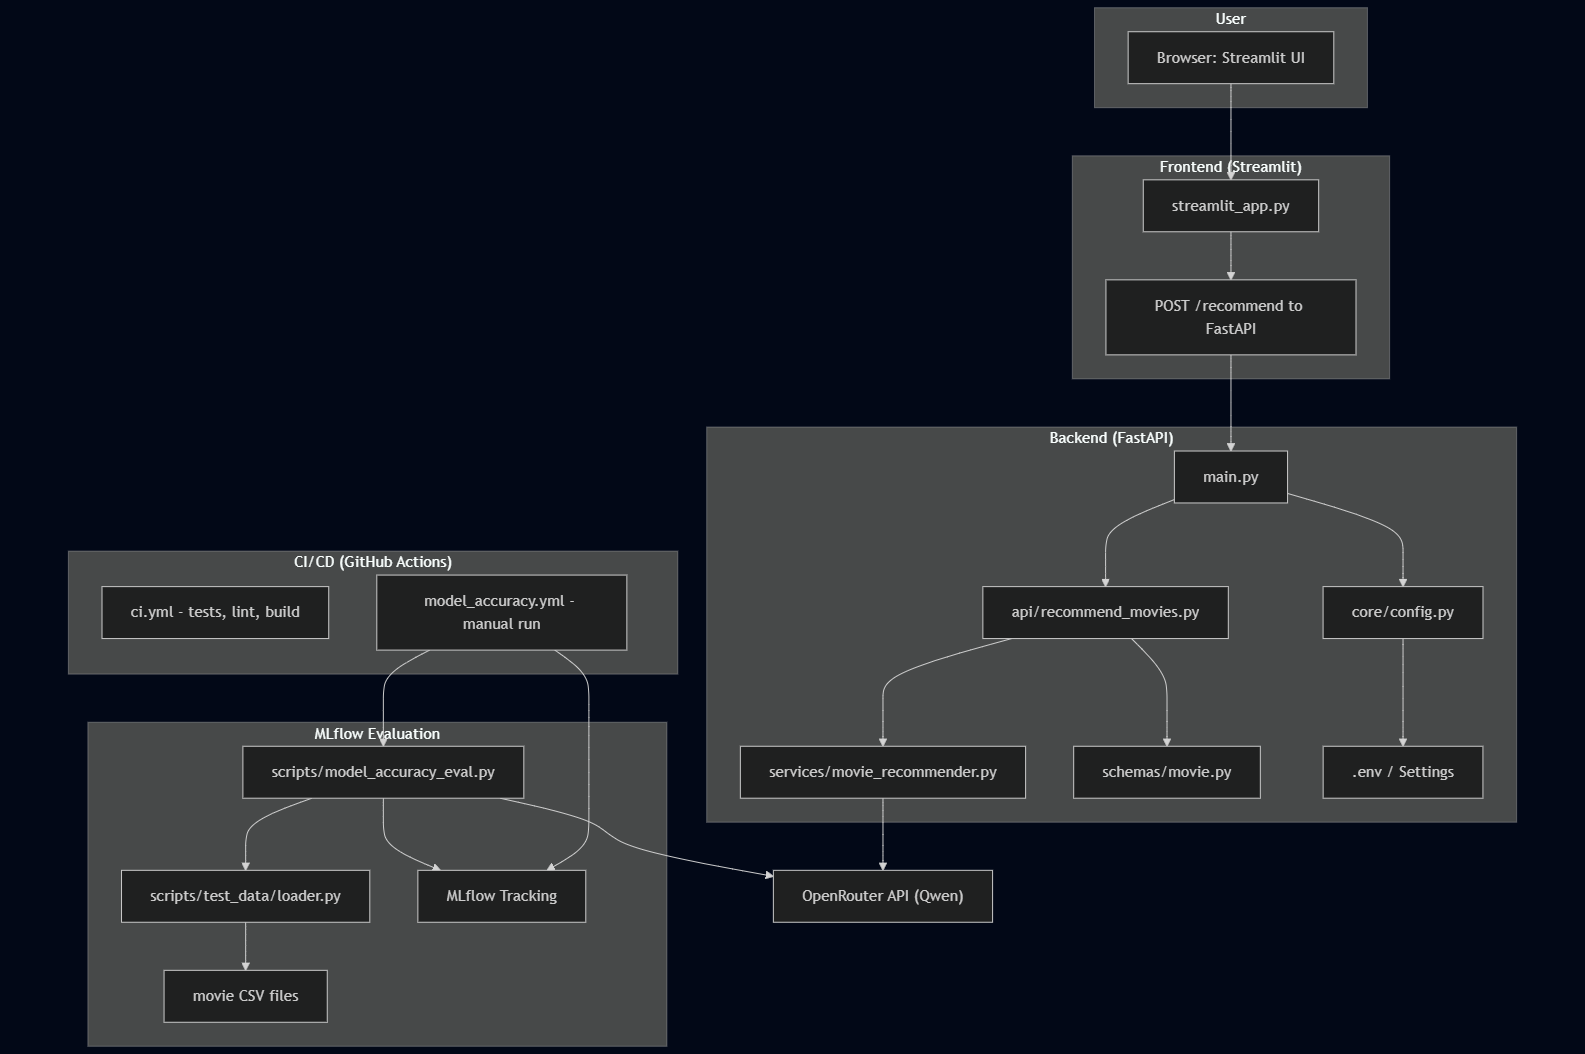 User
Browser: Streamlit UI
Frontend (Streamlit)
streamlit_app.py
POST /recommend to
FastAPI
Backend (FastAPI)
main.py
api/recommend_movies.py
core/config.py
services/movie_recommender.py
schemas/movie.py
.env / Settings
CI/CD (GitHub Actions)
ci.yml - tests, lint, build
model_accuracy.yml -
manual run
MLflow Evaluation
scripts/model_accuracy_eval.py
scripts/test_data/loader.py
MLflow Tracking
OpenRouter API (Qwen)
movie CSV files